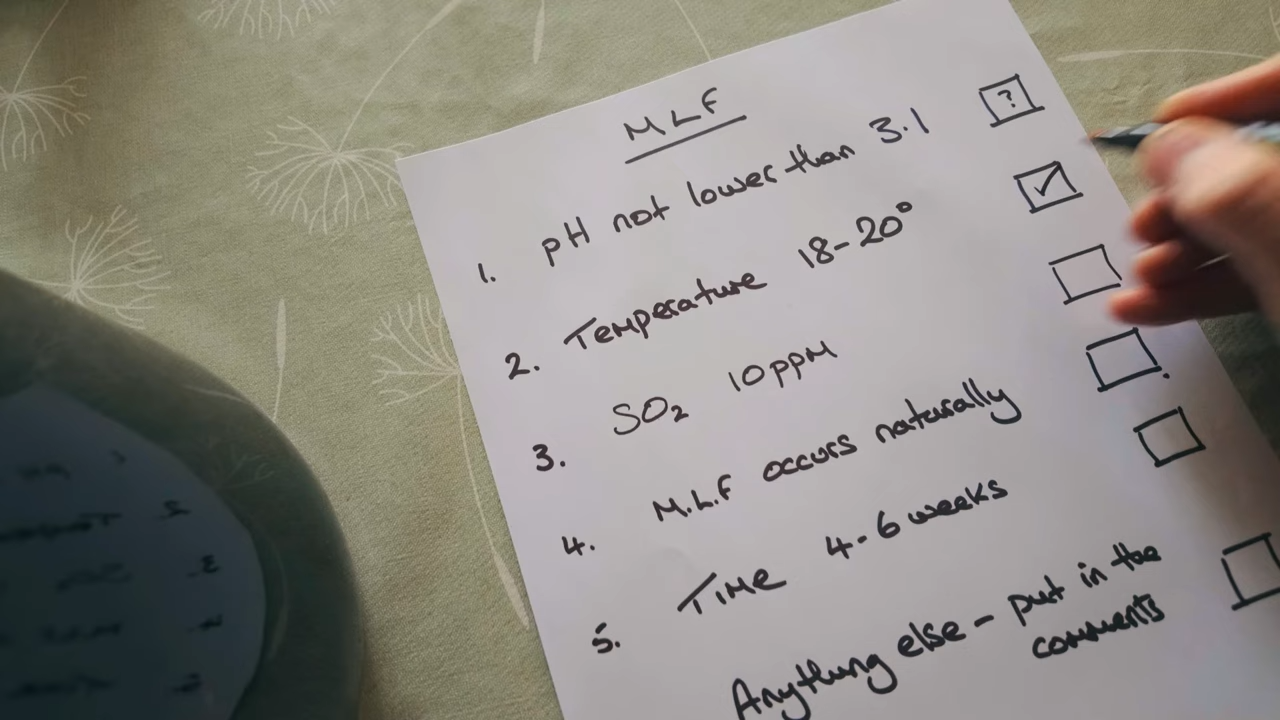 MLF
1. pH not lower than 3.1 ?
2. Temperature 18-20°
3. SO₂ 10ppm
4. M.L.F occurs naturally
5. Time 4-6 weeks
Anything else - put in the
comments